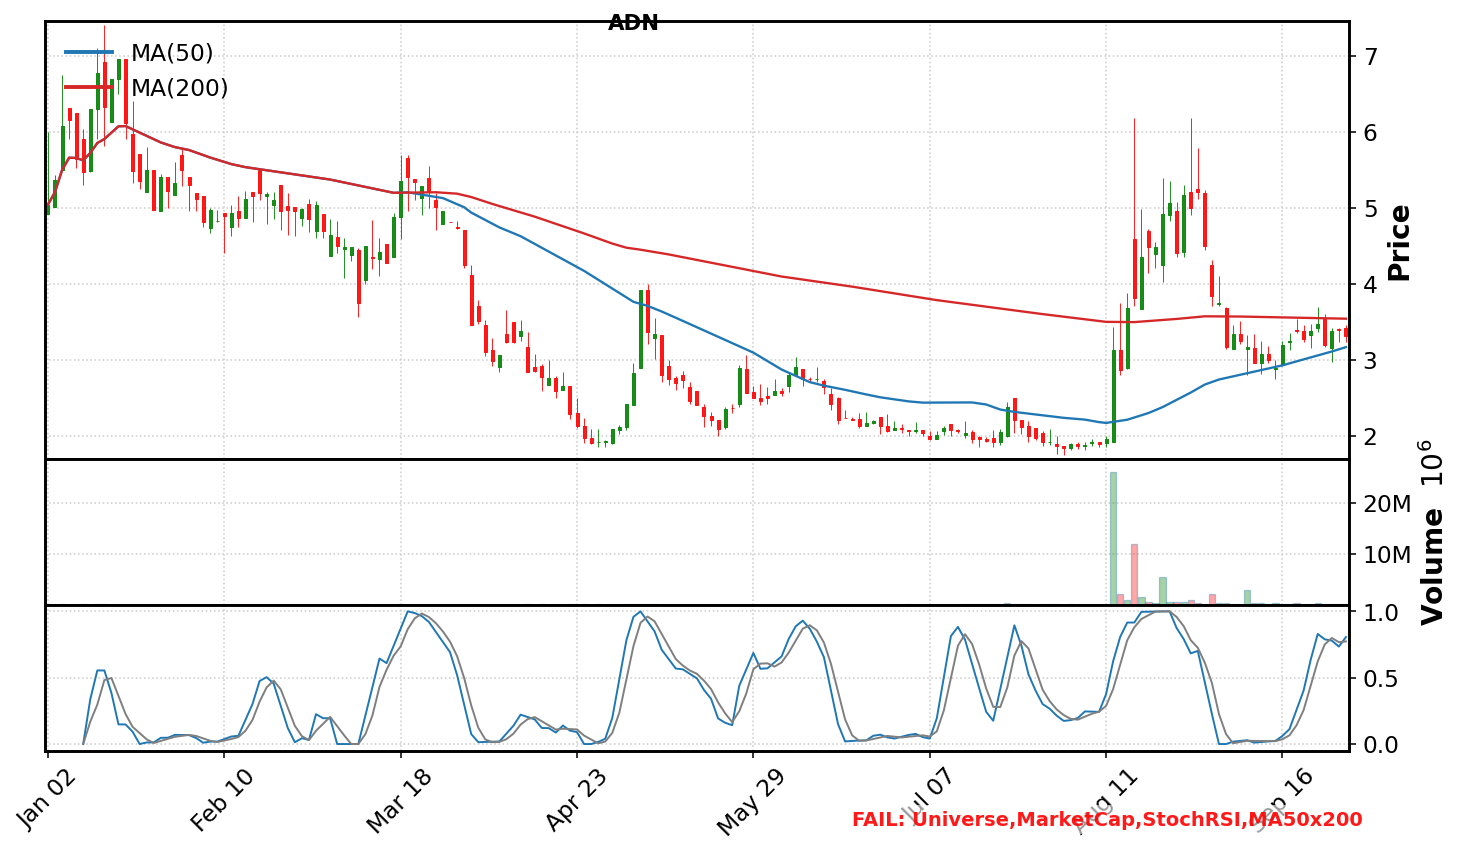 ADN
MA(50)
MA(200)
7
6
5
4
3
2
Price
20M
10M
Volume 10^6
1.0
0.5
0.0
Jan 02
Feb 10
Mar 18
Apr 23
May 29
Jul 07
Aug 11
Sep 16
FAIL: Universe,MarketCap,StochRSI,MA50x200